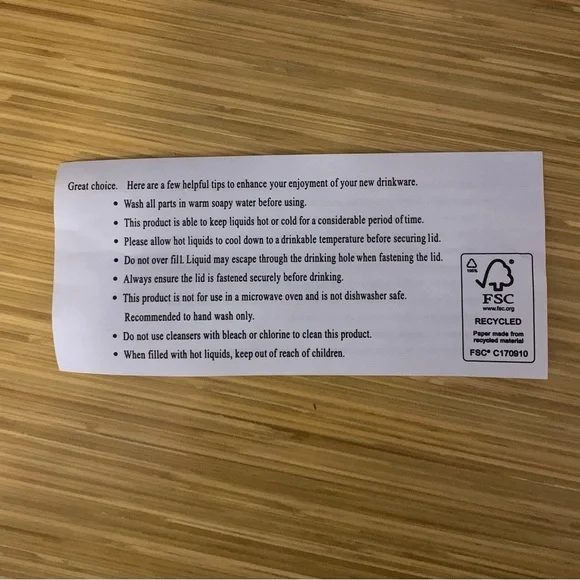 Great choice. Here are a few helpful tips to enhance your enjoyment of your new drinkware.
• Wash all parts in warm soapy water before using.
• This product is able to keep liquids hot or cold for a considerable period of time.
• Please allow hot liquids to cool down to a drinkable temperature before securing lid.
• Do not over fill. Liquid may escape through the drinking hole when fastening the lid.
• Always ensure the lid is fastened securely before drinking.
• This product is not for use in a microwave oven and is not dishwasher safe.
Recommended to hand wash only.
• Do not use cleansers with bleach or chlorine to clean this product.
• When filled with hot liquids, keep out of reach of children.
100%
FSC
www.fsc.org
RECYCLED
Paper made from
recycled material
FSC® C170910